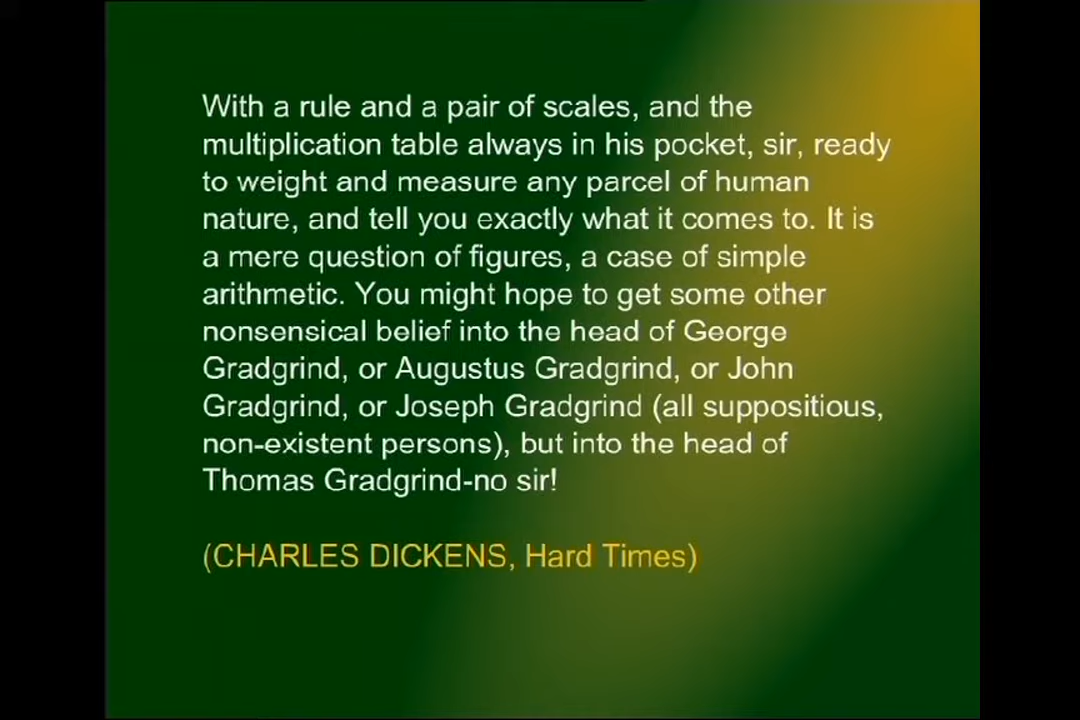 With a rule and a pair of scales, and the
multiplication table always in his pocket, sir, ready
to weight and measure any parcel of human
nature, and tell you exactly what it comes to. It is
a mere question of figures, a case of simple
arithmetic. You might hope to get some other
nonsensical belief into the head of George
Gradgrind, or Augustus Gradgrind, or John
Gradgrind, or Joseph Gradgrind (all suppositious,
non-existent persons), but into the head of
Thomas Gradgrind-no sir!
(CHARLES DICKENS, Hard Times)